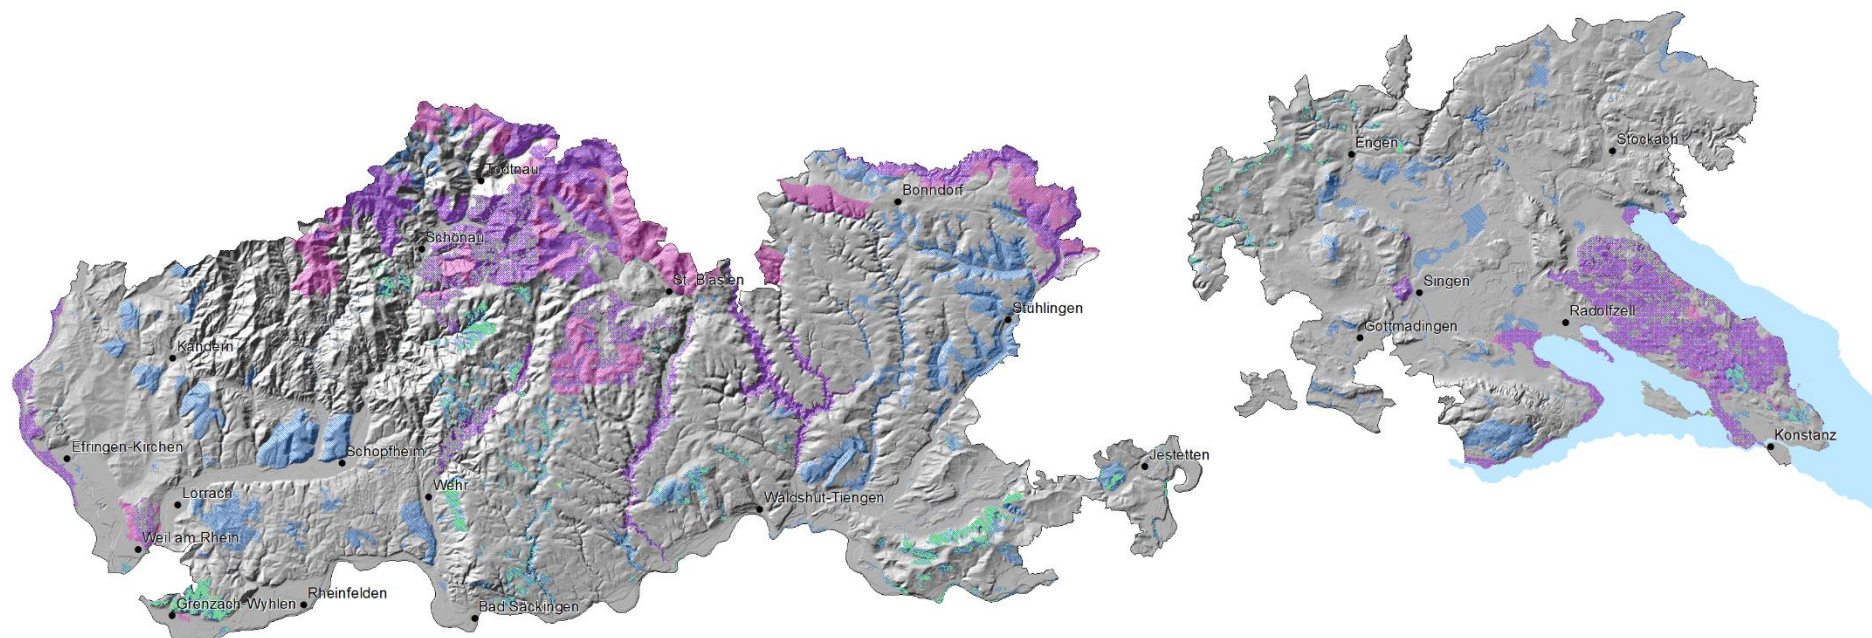 Todtnau
Schönau
St. Blasien
Bonndorf
Stühlingen
Kandern
Efringen-Kirchen
Schopfheim
Lörrach
Wehr
Weil am Rhein
Waldshut-Tiengen
Jestetten
Grenzach-Wyhlen
Rheinfelden
Bad Säckingen
Engen
Stockach
Singen
Radolfzell
Gottmadingen
Konstanz